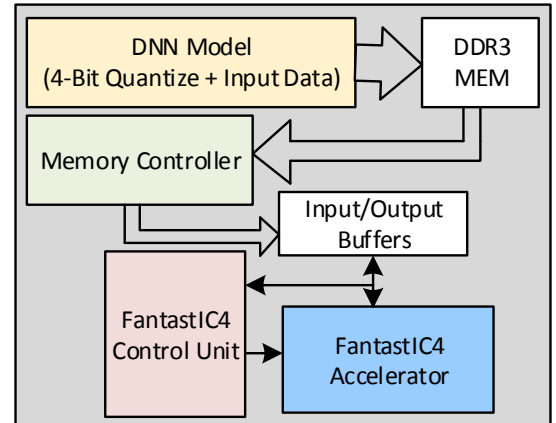 DNN Model
(4-Bit Quantize + Input Data)
DDR3
MEM
Memory Controller
Input/Output
Buffers
FantastIC4
Control Unit
FantastIC4
Accelerator